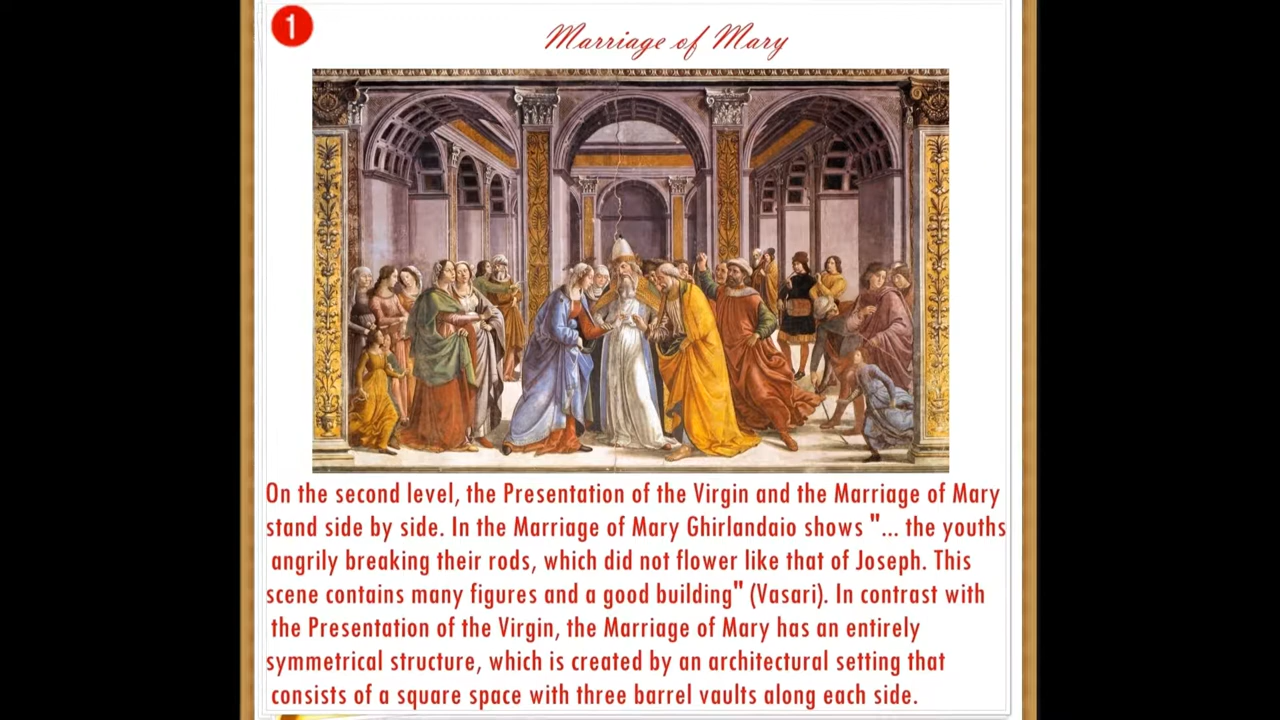 1
Marriage of Mary
On the second level, the Presentation of the Virgin and the Marriage of Mary
stand side by side. In the Marriage of Mary Ghirlandaio shows "... the youths
angrily breaking their rods, which did not flower like that of Joseph. This
scene contains many figures and a good building" (Vasari). In contrast with
the Presentation of the Virgin, the Marriage of Mary has an entirely
symmetrical structure, which is created by an architectural setting that
consists of a square space with three barrel vaults along each side.